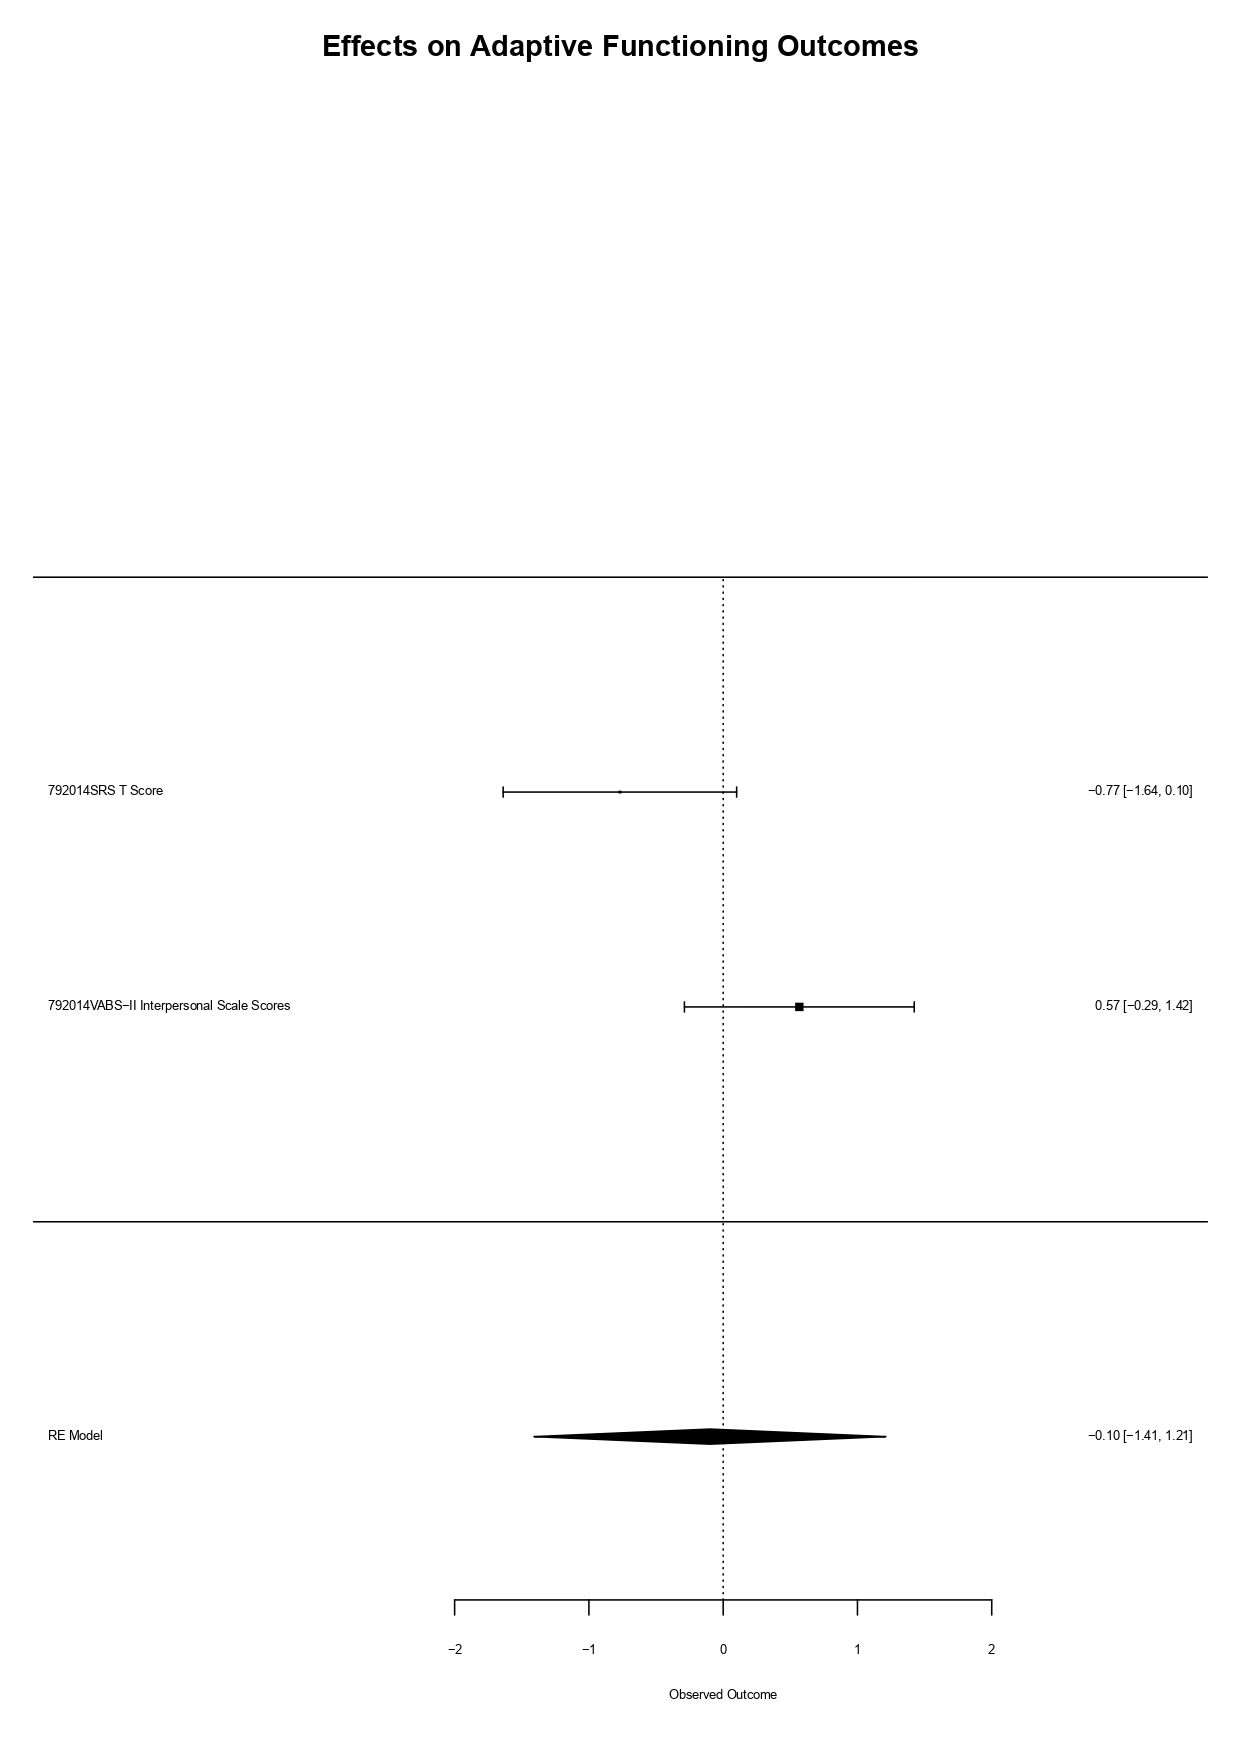 Effects on Adaptive Functioning Outcomes
792014SRS T Score −0.77 [−1.64, 0.10]
792014VABS−II Interpersonal Scale Scores 0.57 [−0.29, 1.42]
RE Model −0.10 [−1.41, 1.21]
−2 −1 0 1 2
Observed Outcome